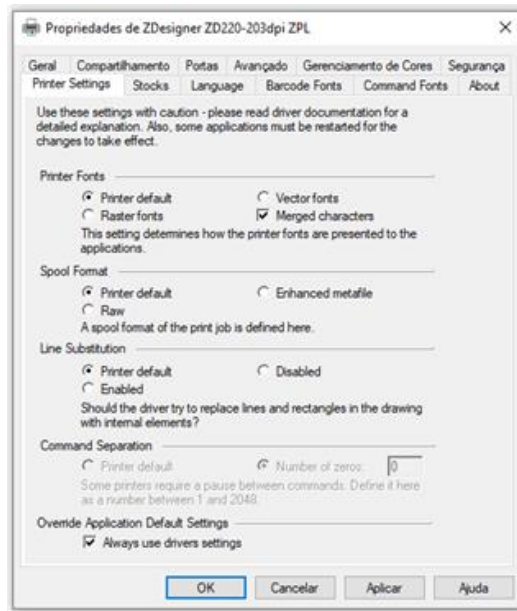 Propriedades de ZDesigner ZD220-203dpi ZPL
Geral Compartilhamento Portas Avançado Gerenciamento de Cores Segurança
Printer Settings Stocks Language Barcode Fonts Command Fonts About
Use these settings with caution - please read driver documentation for a
detailed explanation. Also, some applications must be restarted for the
changes to take effect.
Printer Fonts
Printer default Vector fonts
Raster fonts Merged characters
This setting determines how the printer fonts are presented to the
applications.
Spool Format
Printer default Enhanced metafile
Raw
A spool format of the print job is defined here.
Line Substitution
Printer default Disabled
Enabled
Should the driver try to replace lines and rectangles in the drawing
with internal elements?
Command Separation
Printer default Number of zeros: 0
Some printers require a pause between commands. Define it here
as a number between 1 and 2048.
Override Application Default Settings
Always use drivers settings
OK Cancelar Aplicar Ajuda